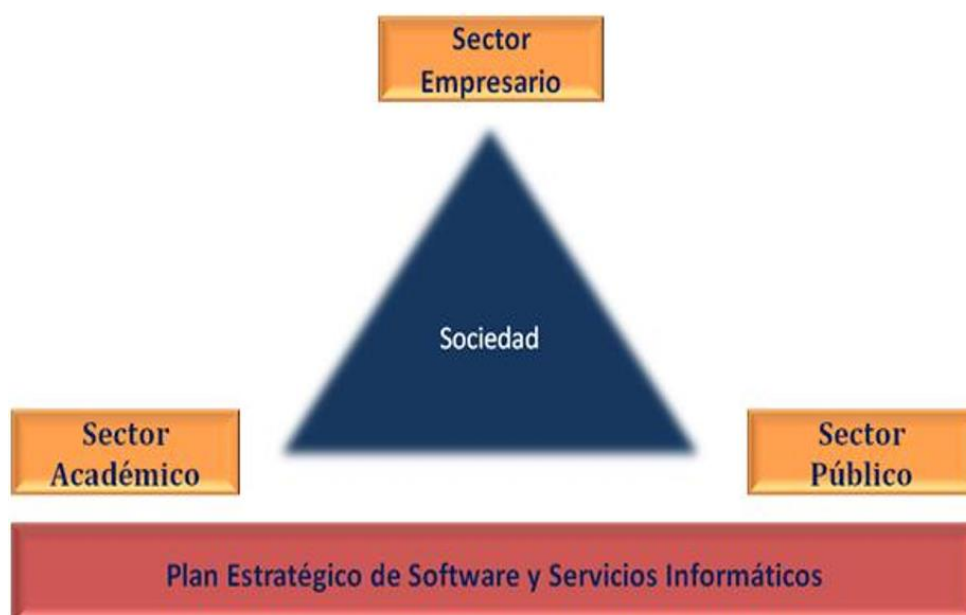 Sector
Empresario
Sociedad
Sector
Académico
Sector
Público
Plan Estratégico de Software y Servicios Informáticos